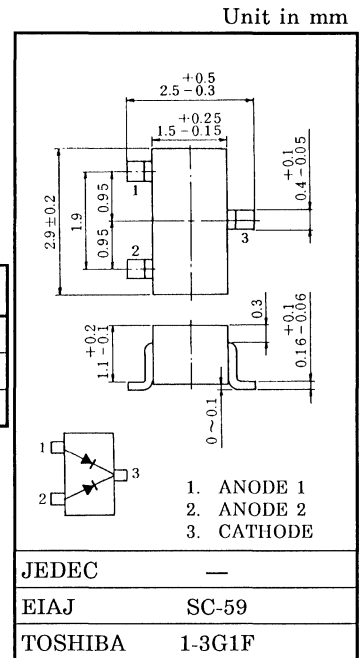 Unit in mm
+0.5
2.5 – 0.3
+0.25
1.5 – 0.15
2.9 ± 0.2
1.9
0.95
0.95
1
2
3
+0.1
0.4 – 0.05
+0.2
1.1 – 0.1
0.3
+0.1
0.16 – 0.06
0 ~ 0.1
1
2
3
1. ANODE 1
2. ANODE 2
3. CATHODE
JEDEC —
EIAJ SC-59
TOSHIBA 1-3G1F